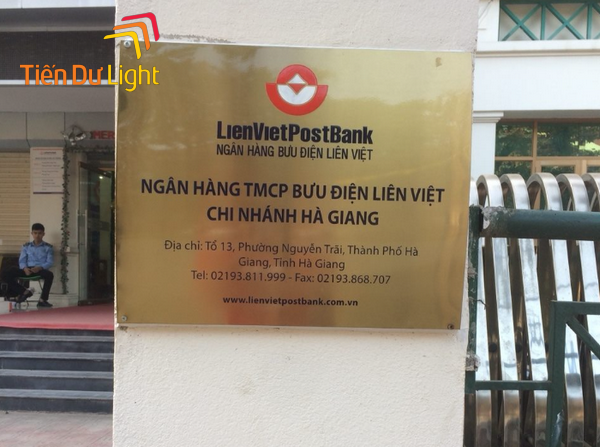 Tiến Dư Light
LienVietPostBank
NGÂN HÀNG BƯU ĐIỆN LIÊN VIỆT
NGÂN HÀNG TMCP BƯU ĐIỆN LIÊN VIỆT
CHI NHÁNH HÀ GIANG
Địa chỉ: Tổ 13, Phường Nguyễn Trãi, Thành Phố Hà
Giang, Tỉnh Hà Giang
Tel: 02193.811.999 - Fax: 02193.868.707
www.lienvietpostbank.com.vn